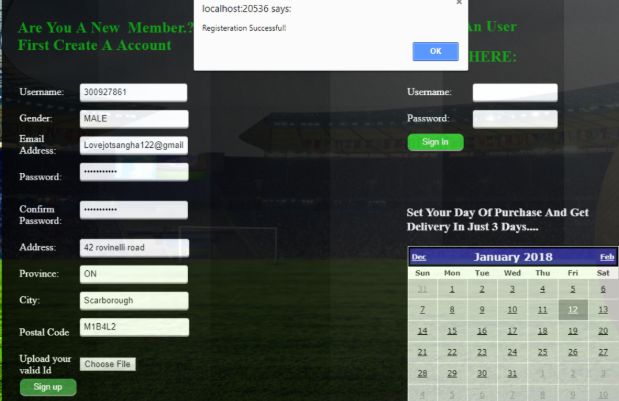 localhost:20536 says:
×
Registeration Successful!
OK
Are You A New Member.?
First Create A Account
An User
HERE:
Username:
300927861
Gender:
MALE
Email
Address:
Lovejotsangha122@gmail
Password:
•••••••••••
Confirm
Password:
•••••••••••
Address:
42 rovinelli road
Province:
ON
City:
Scarborough
Postal Code
M1B4L2
Upload your
valid Id
Choose File
Sign up
Username:
Password:
Sign In
Set Your Day Of Purchase And Get
Delivery In Just 3 Days....
Dec January 2018 Feb
Sun Mon Tue Wed Thu Fri Sat
31 1 2 3 4 5 6
7 8 9 10 11 12 13
14 15 16 17 18 19 20
21 22 23 24 25 26 27
28 29 30 31 1 2 3
4 5 6 7 8 9 10